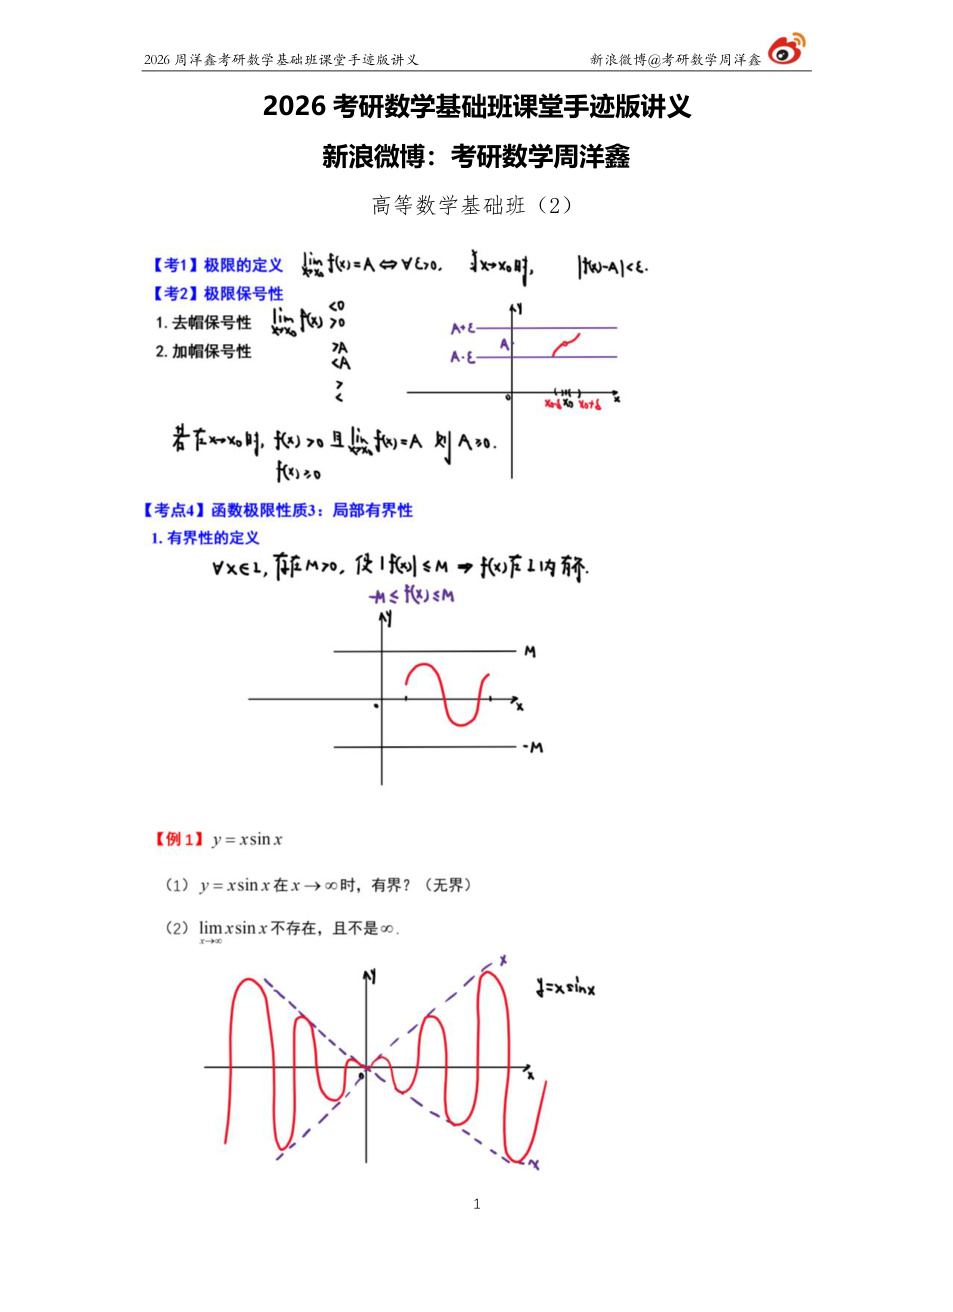 2026 周洋鑫考研数学基础班课堂手迹版讲义 新浪微博@考研数学周洋鑫
2026 考研数学基础班课堂手迹版讲义
新浪微博：考研数学周洋鑫
高等数学基础班（2）
【考1】极限的定义 lim x→x₀ f(x)=A ⇔ ∀ε>0, 当x→x₀时, |f(x)-A|<ε.
【考2】极限保号性
1. 去帽保号性 lim x→x₀ f(x) <0 >0
2. 加帽保号性 >A <A
>
<
y
A+ε
A
A-ε
o x₀-δ x₀ x₀+δ x
若在x→x₀时, f(x)>0 且 lim x→x₀ f(x)=A 则 A≥0.
f(x)≥0
【考点4】函数极限性质3：局部有界性
1. 有界性的定义
∀x∈I, 存在M>0, 使|f(x)|≤M ⇒ f(x)在I内有界.
-M≤f(x)≤M
y
M
o x
-M
【例1】y = x sin x
（1）y = x sin x 在 x → ∞ 时，有界？（无界）
（2）lim x→∞ x sin x 不存在，且不是 ∞ .
y x
y=xsinx
o x
-x
1